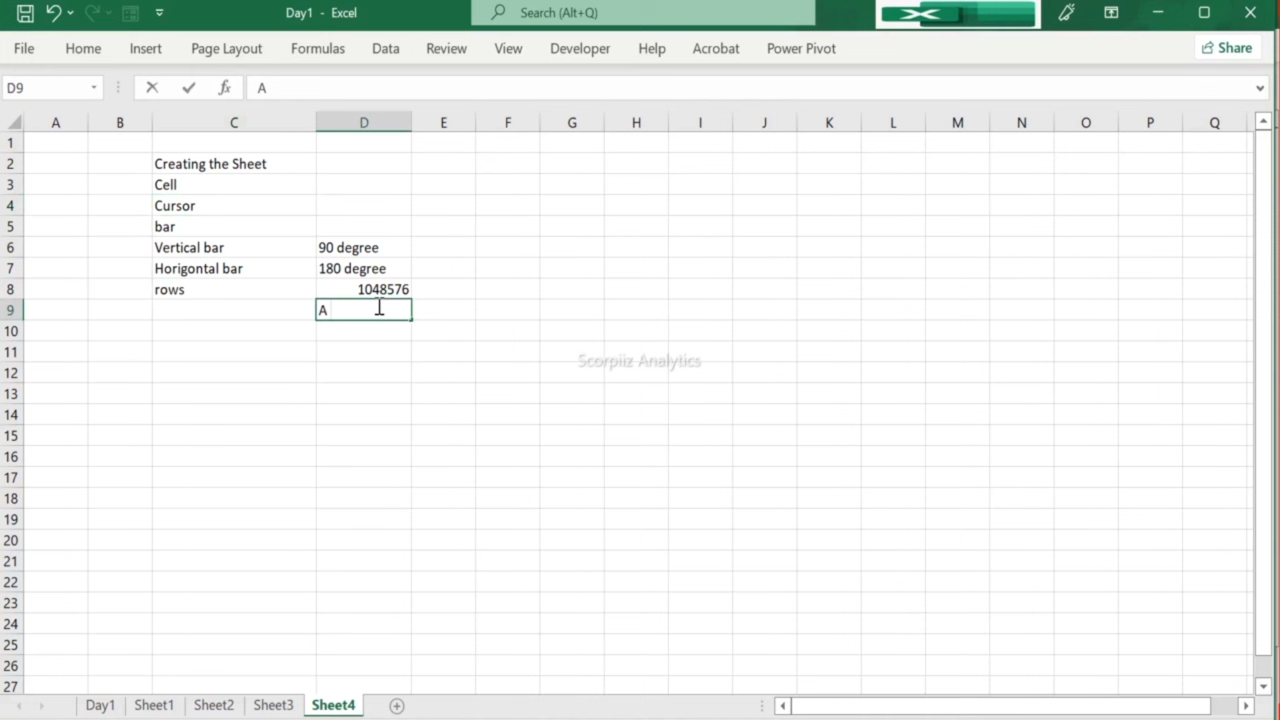 Day1 - Excel
Search (Alt+Q)
File Home Insert Page Layout Formulas Data Review View Developer Help Acrobat Power Pivot Share
D9 fx A
A B C D E F G H I J K L M N O P Q
1
2 Creating the Sheet
3 Cell
4 Cursor
5 bar
6 Vertical bar 90 degree
7 Horigontal bar 180 degree
8 rows 1048576
9 A
10
11
Scorpiiz Analytics
12
13
14
15
16
17
18
19
20
21
22
23
24
25
26
27
Day1 Sheet1 Sheet2 Sheet3 Sheet4